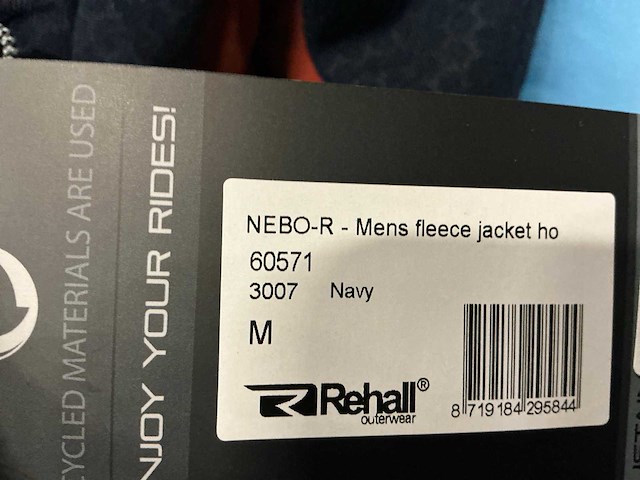 YCLED MATERIALS ARE USED
NJOY YOUR RIDES!
NEBO-R - Mens fleece jacket ho
60571
3007 Navy
M
Rehall®
outerwear
8 719184 295844